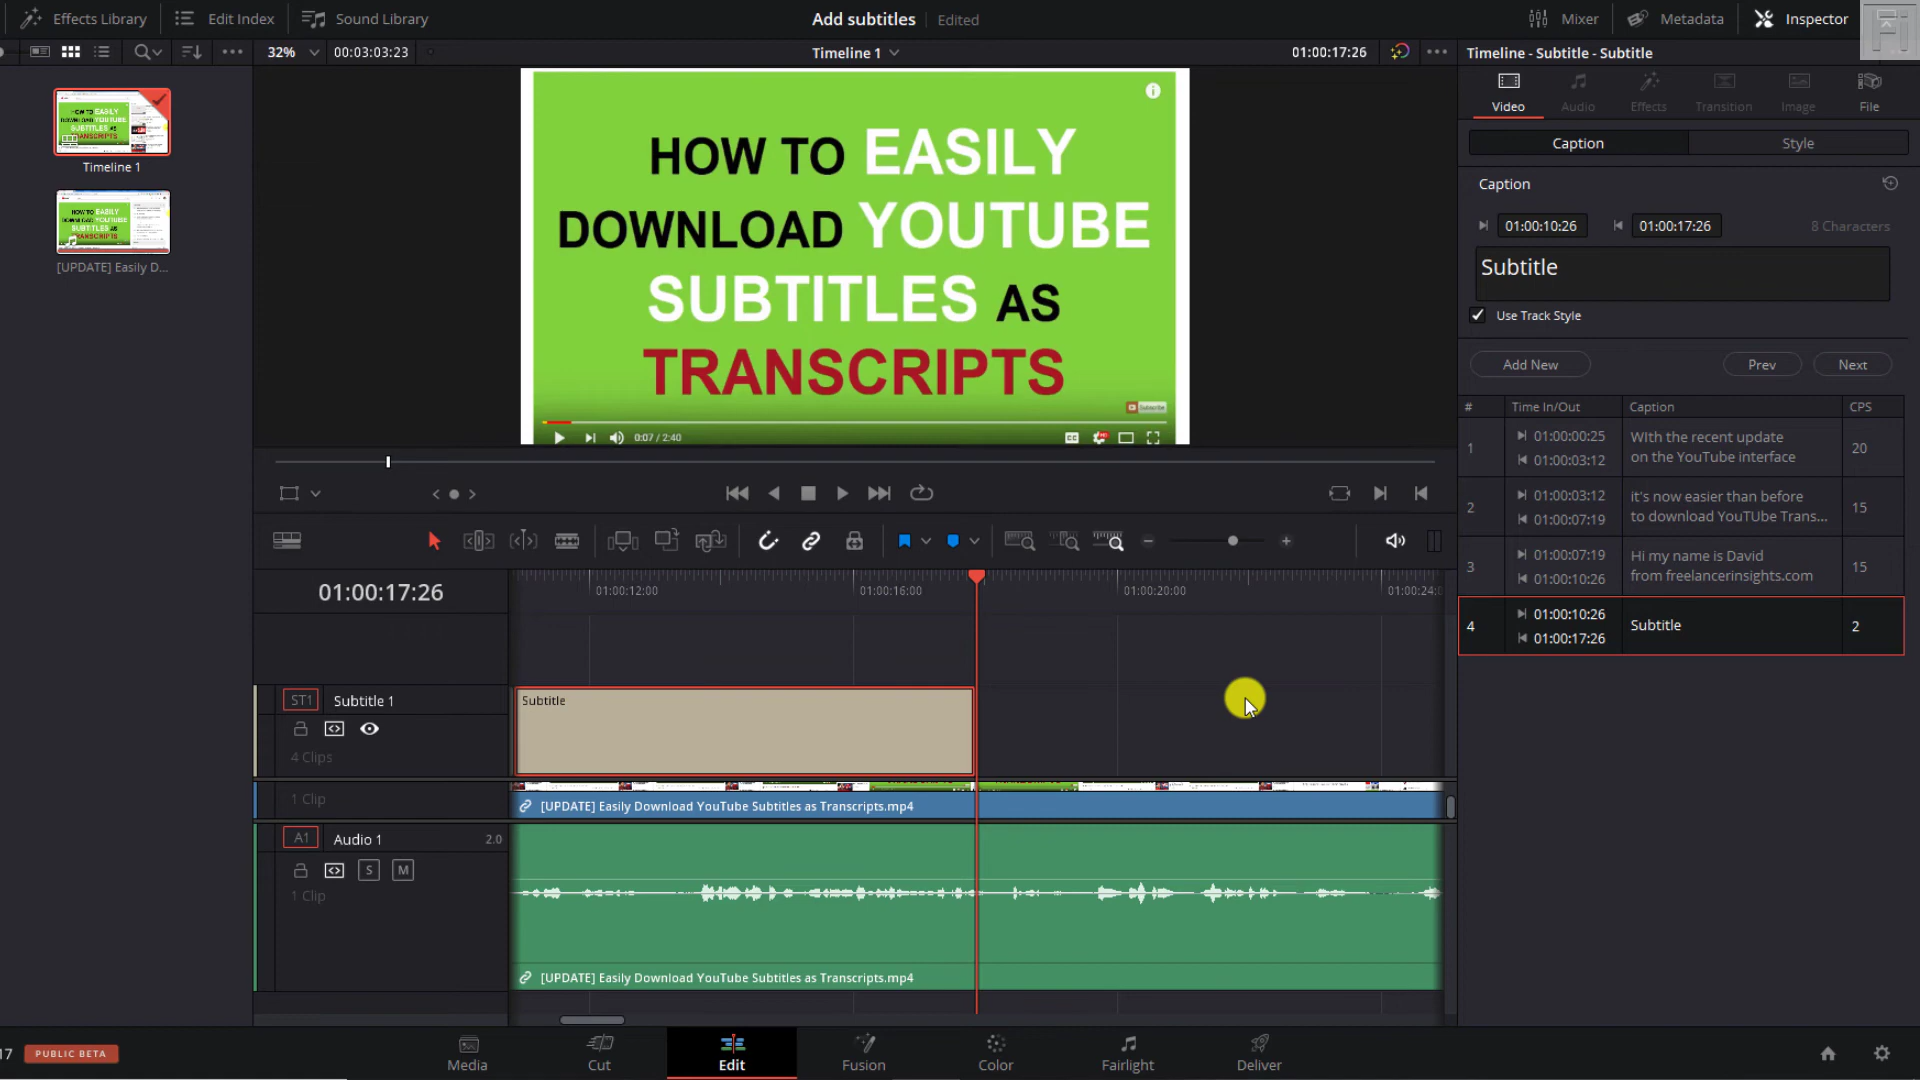 Effects Library
Edit Index
Sound Library
Add subtitles
Edited
Mixer
Metadata
Inspector
32%
00:03:03:23
Timeline 1
01:00:17:26
Timeline - Subtitle - Subtitle
Timeline 1
[UPDATE] Easily D...
HOW TO EASILY
DOWNLOAD YOUTUBE
SUBTITLES AS
TRANSCRIPTS
Subscribe
0:07 / 2:40
Video
Audio
Effects
Transition
Image
File
Caption
Style
Caption
01:00:10:26
01:00:17:26
8 Characters
Subtitle
Use Track Style
Add New
Prev
Next
#
Time In/Out
Caption
CPS
1
01:00:00:25
01:00:03:12
WIth the recent update
on the YouTube interface
20
2
01:00:03:12
01:00:07:19
it's now easier than before
to download YouTUbe Trans...
15
3
01:00:07:19
01:00:10:26
Hi my name is David
from freelancerinsights.com
15
4
01:00:10:26
01:00:17:26
Subtitle
2
01:00:17:26
01:00:12:00
01:00:16:00
01:00:20:00
01:00:24:
ST1
Subtitle 1
4 Clips
Subtitle
1 Clip
[UPDATE] Easily Download YouTube Subtitles as Transcripts.mp4
A1
Audio 1
2.0
S
M
1 Clip
[UPDATE] Easily Download YouTube Subtitles as Transcripts.mp4
17
PUBLIC BETA
Media
Cut
Edit
Fusion
Color
Fairlight
Deliver